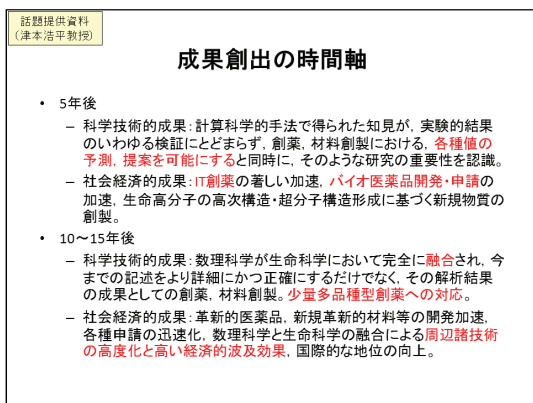 話題提供資料
(津本浩平教授)
成果創出の時間軸
• 5年後
– 科学技術的成果：計算科学的手法で得られた知見が，実験的結果
のいわゆる検証にとどまらず，創薬，材料創製における，各種値の
予測，提案を可能にすると同時に，そのような研究の重要性を認識。
– 社会経済的成果：IT創薬の著しい加速，バイオ医薬品開発・申請の
加速，生命高分子の高次構造・超分子構造形成に基づく新規物質の
創製。
• 10～15年後
– 科学技術的成果：数理科学が生命科学において完全に融合され，今
までの記述をより詳細にかつ正確にするだけでなく，その解析結果
の成果としての創薬，材料創製。少量多品種型創薬への対応。
– 社会経済的成果：革新的医薬品，新規革新的材料等の開発加速，
各種申請の迅速化，数理科学と生命科学の融合による周辺諸技術
の高度化と高い経済的波及効果，国際的な地位の向上。